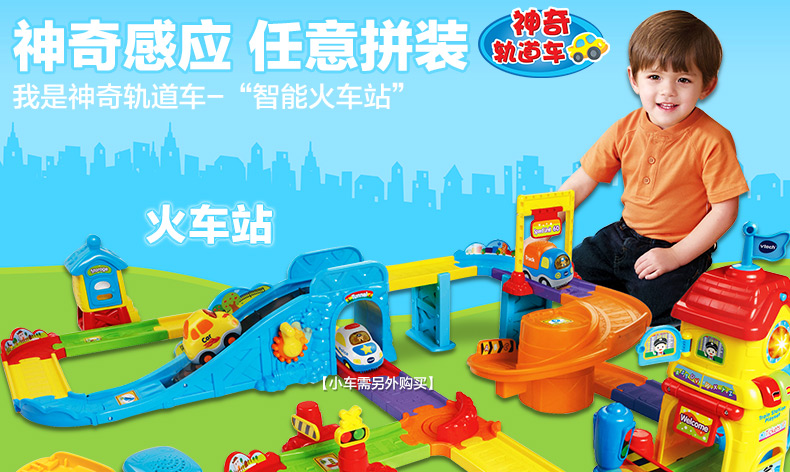 神奇感应 任意拼装
神奇
轨道车
我是神奇轨道车-“智能火车站”
火车站
vtech
【小车需另外购买】
Welcome